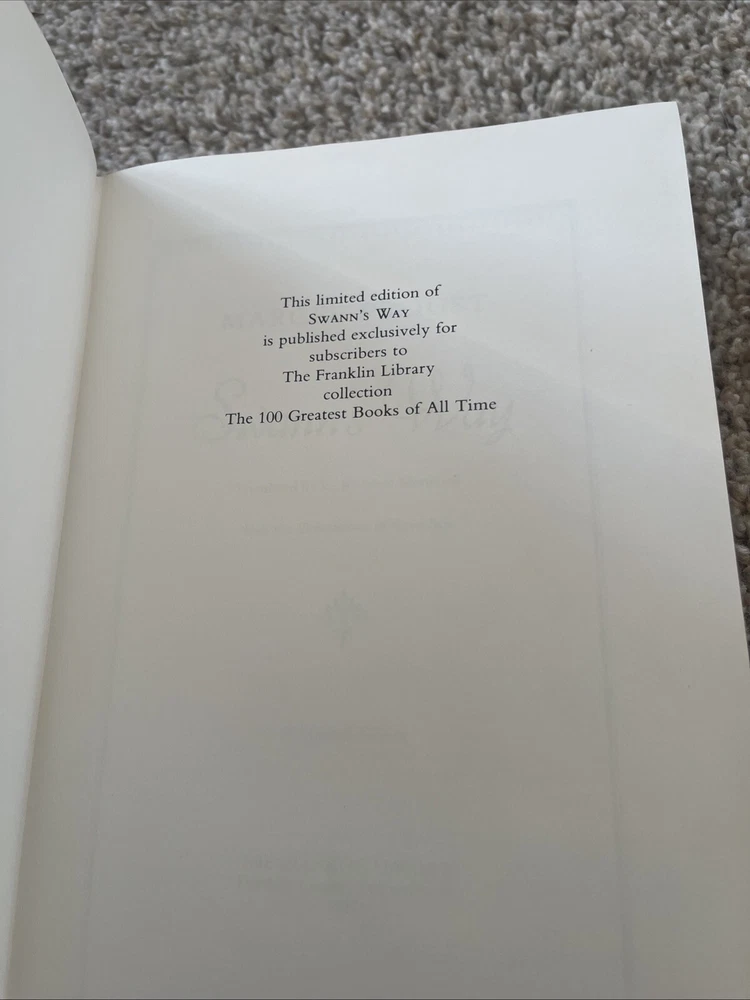 This limited edition of
SWANN'S WAY
is published exclusively for
subscribers to
The Franklin Library
collection
The 100 Greatest Books of All Time